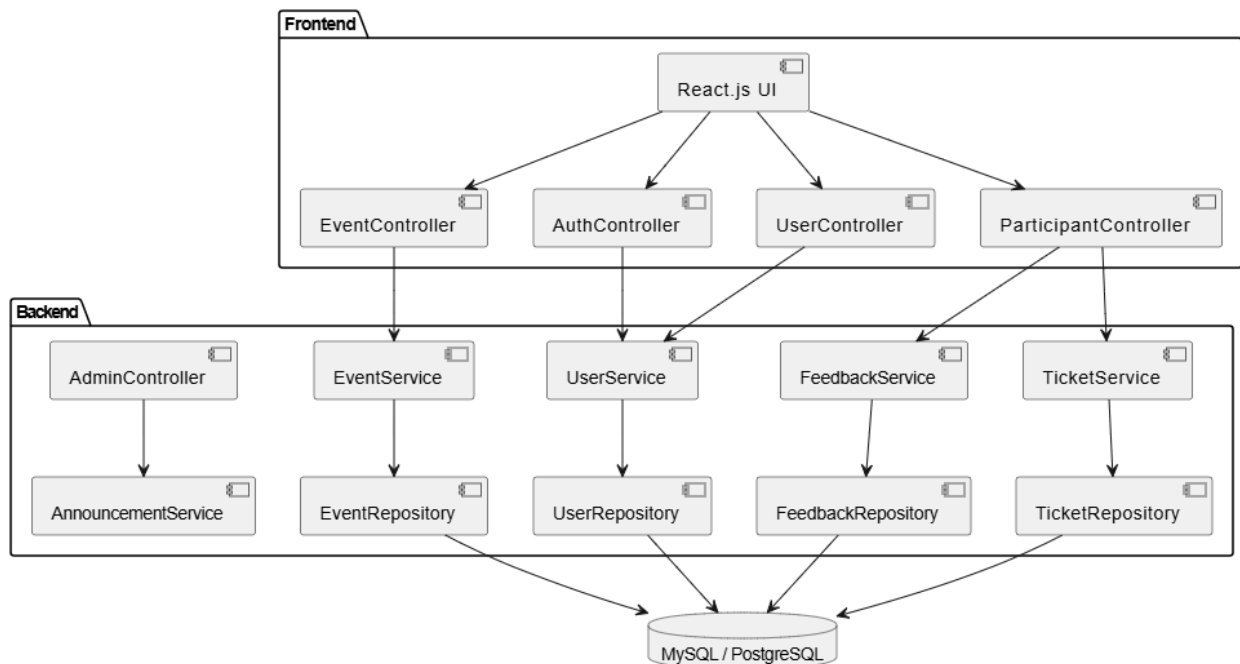 Frontend
React.js UI
EventController
AuthController
UserController
ParticipantController
Backend
AdminController
EventService
UserService
FeedbackService
TicketService
AnnouncementService
EventRepository
UserRepository
FeedbackRepository
TicketRepository
MySQL / PostgreSQL